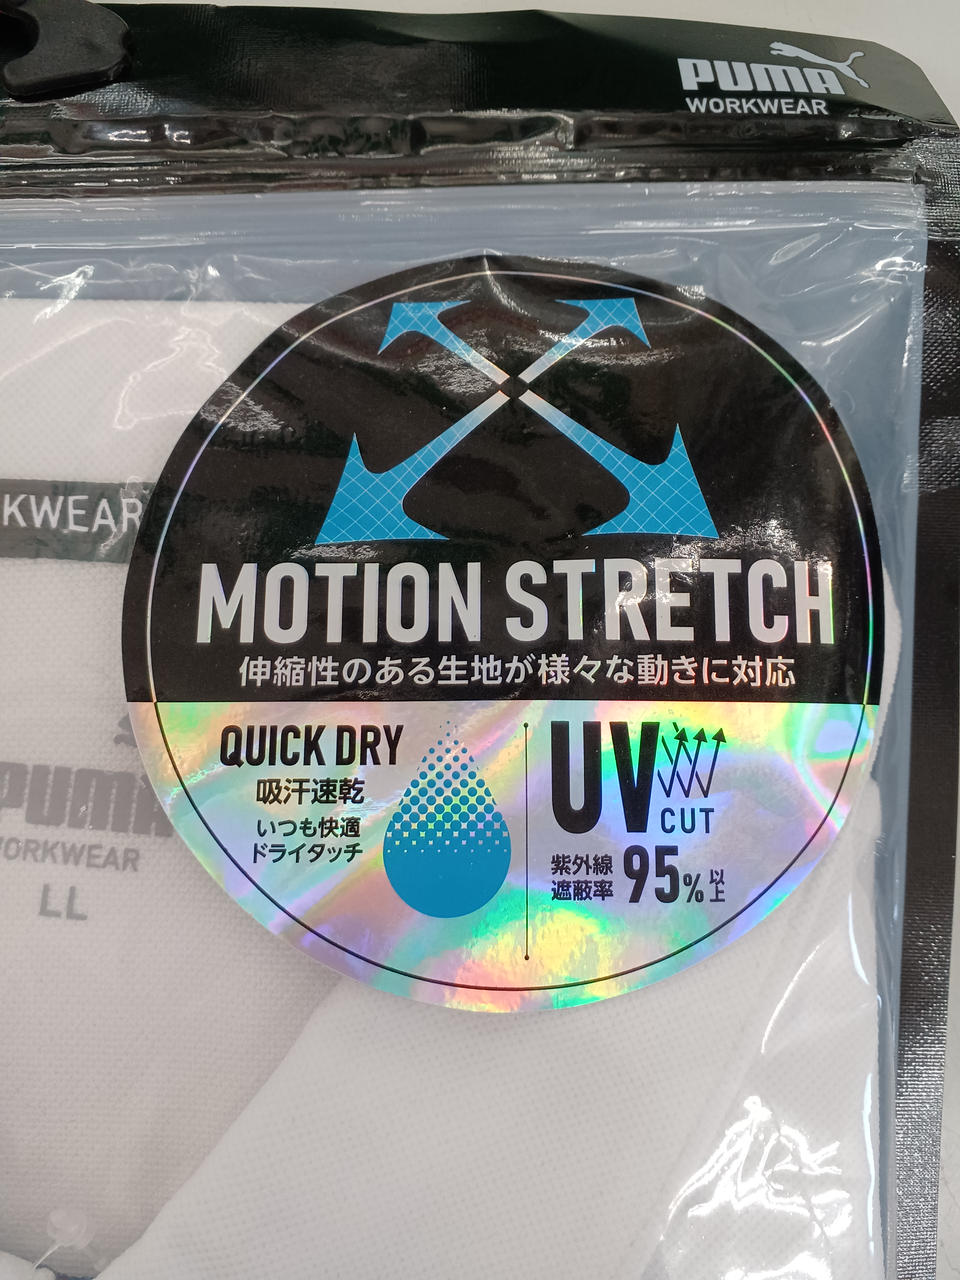 PUMA
WORKWEAR
KWEAR
MOTION STRETCH
伸縮性のある生地が様々な動きに対応
QUICK DRY
吸汗速乾
いつも快適
ドライタッチ
UV
CUT
紫外線
遮蔽率
95%以上
PUMA
WORKWEAR
LL